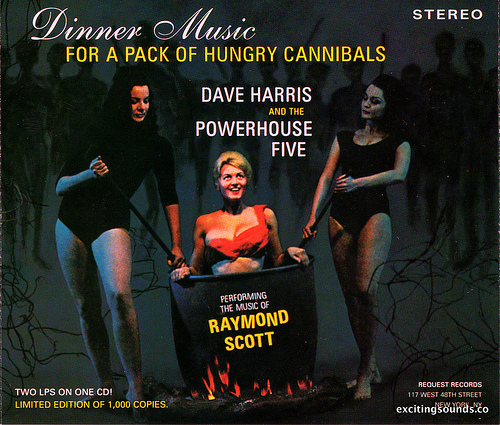 Dinner Music
STEREO
FOR A PACK OF HUNGRY CANNIBALS
DAVE HARRIS
AND THE
POWERHOUSE
FIVE
PERFORMING
THE MUSIC OF
RAYMOND
SCOTT
TWO LPS ON ONE CD!
LIMITED EDITION OF 1,000 COPIES.
REQUEST RECORDS
117 WEST 48TH STREET
NEW YORK, NY
excitingsounds.co